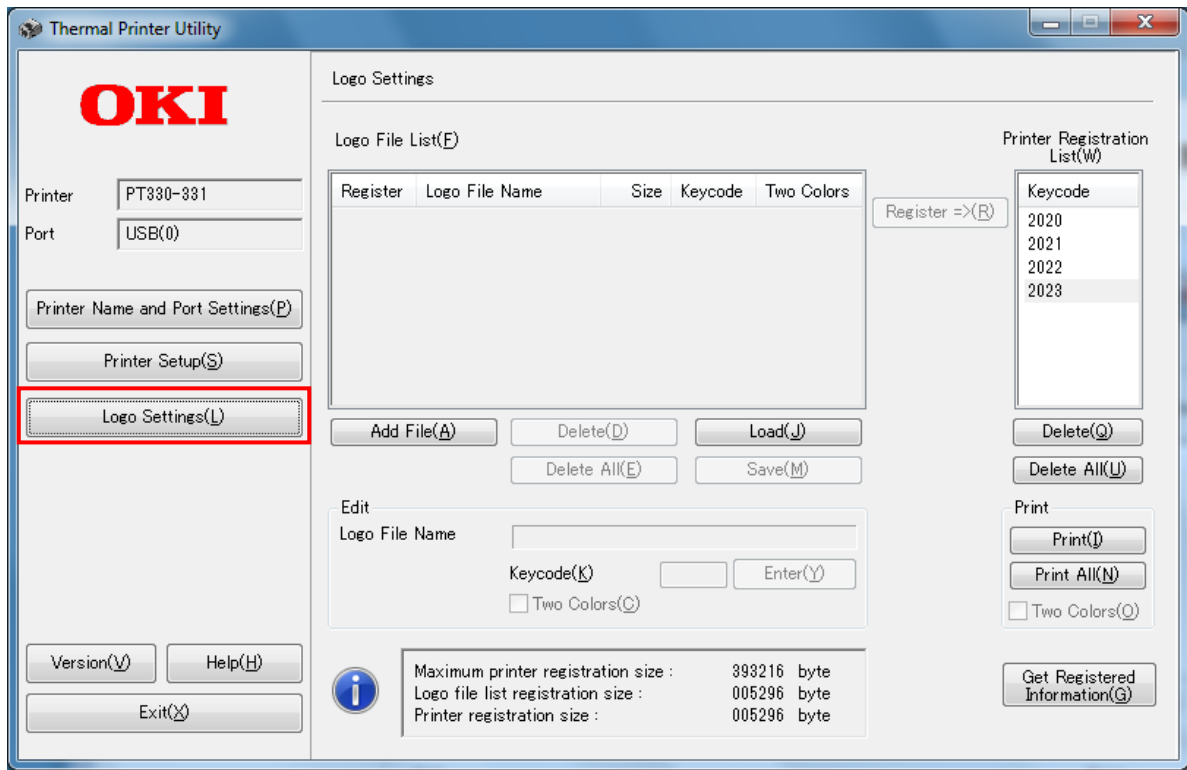 Thermal Printer Utility
OKI
Printer PT330-331
Port USB(0)
Printer Name and Port Settings(P)
Printer Setup(S)
Logo Settings(L)
Version(V) Help(H)
Exit(X)
Logo Settings
Logo File List(F)
Register Logo File Name Size Keycode Two Colors
Register =>(R)
Printer Registration
List(W)
Keycode
2020
2021
2022
2023
Add File(A) Delete(D) Load(J)
Delete All(E) Save(M)
Delete(Q)
Delete All(U)
Edit
Logo File Name
Keycode(K) Enter(Y)
Two Colors(C)
Print
Print(I)
Print All(N)
Two Colors(O)
Maximum printer registration size : 393216 byte
Logo file list registration size : 005296 byte
Printer registration size : 005296 byte
Get Registered
Information(G)